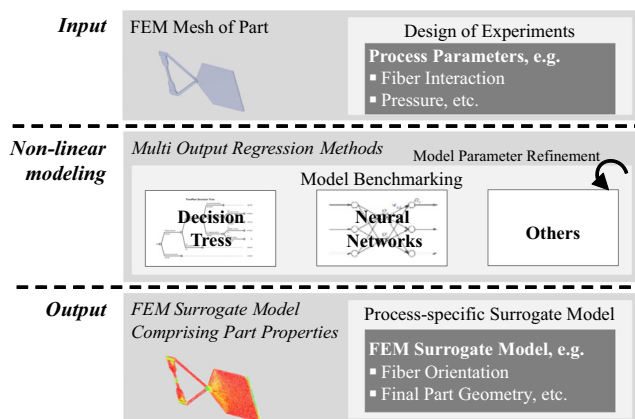 Input
FEM Mesh of Part
Design of Experiments
Process Parameters, e.g.
▪ Fiber Interaction
▪ Pressure, etc.
Non-linear
modeling
Multi Output Regression Methods
Model Parameter Refinement
Model Benchmarking
Decision
Tress
Neural
Networks
Others
Output
FEM Surrogate Model
Comprising Part Properties
Process-specific Surrogate Model
FEM Surrogate Model, e.g.
▪ Fiber Orientation
▪ Final Part Geometry, etc.